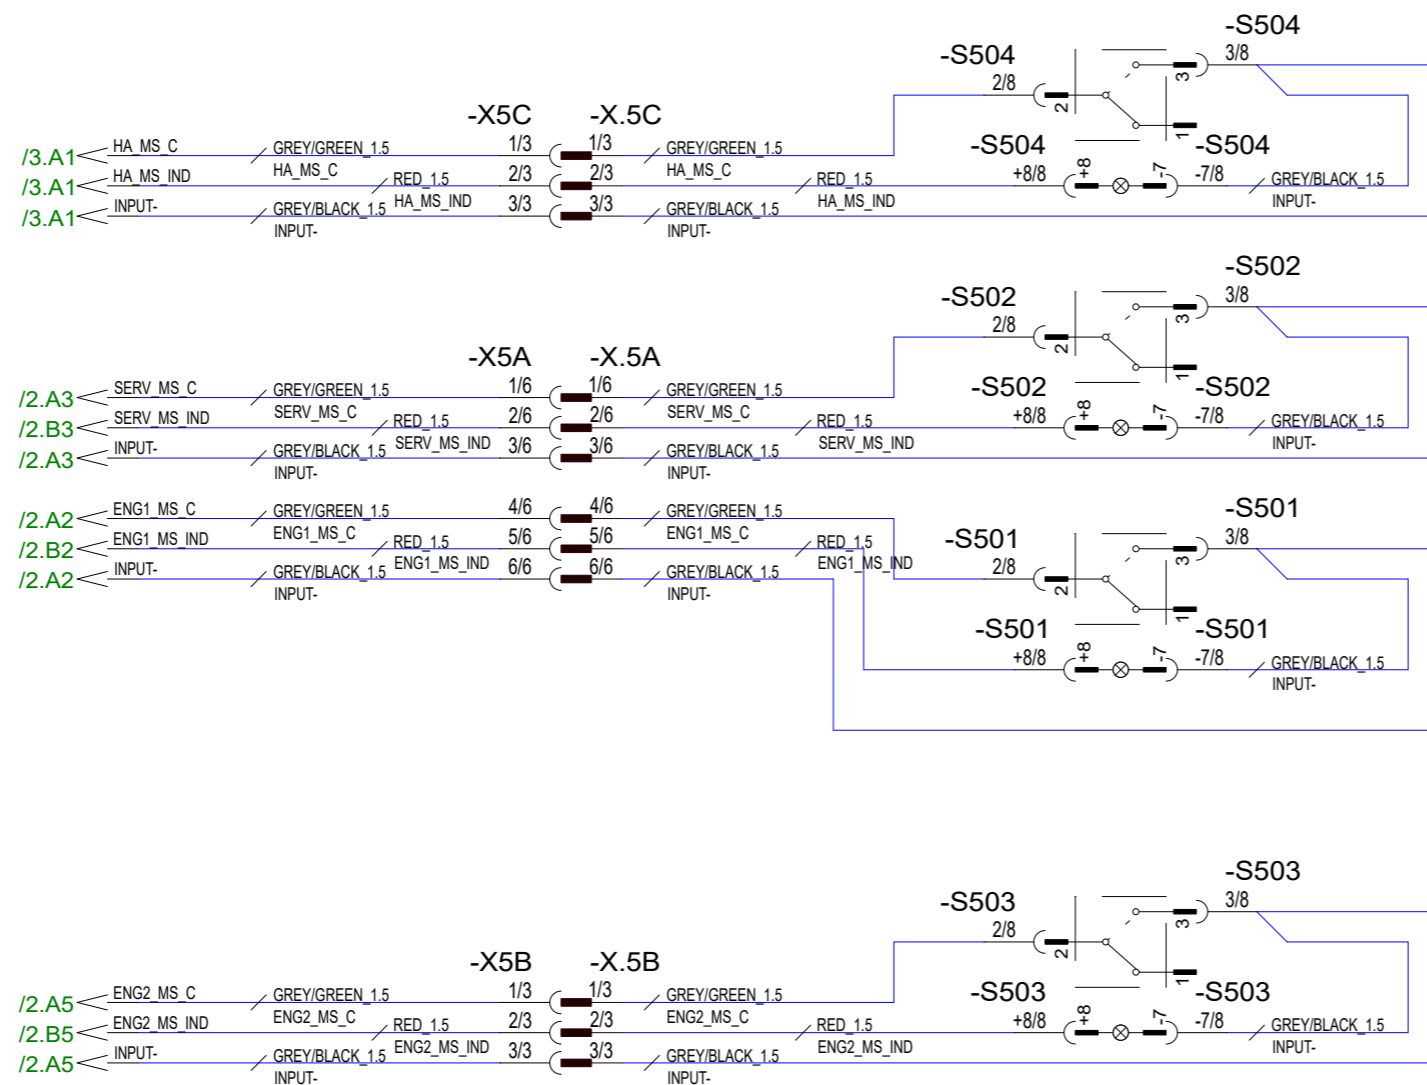 -S504
-S504 3/8
2/8
3
2
-X5C -X.5C
1
HA_MS_C GREY/GREEN_1.5 1/3 1/3 GREY/GREEN_1.5 -S504 -S504
/3.A1 HA_MS_C HA_MS_C
HA_MS_IND RED_1.5 2/3 2/3 RED_1.5 +8/8 +8 -7 -7/8 GREY/BLACK_1.5
/3.A1 HA_MS_IND HA_MS_IND INPUT-
INPUT- GREY/BLACK_1.5 3/3 3/3 GREY/BLACK_1.5
/3.A1 INPUT- INPUT-
-S502
-S502 3/8
2/8
3
2
-X5A -X.5A
1
SERV_MS_C GREY/GREEN_1.5 1/6 1/6 GREY/GREEN_1.5 -S502 -S502
/2.A3 SERV_MS_C SERV_MS_C
SERV_MS_IND RED_1.5 2/6 2/6 RED_1.5 +8/8 +8 -7 -7/8 GREY/BLACK_1.5
/2.B3 SERV_MS_IND SERV_MS_IND INPUT-
INPUT- GREY/BLACK_1.5 3/6 3/6 GREY/BLACK_1.5
/2.A3 INPUT- INPUT-
-S501
ENG1_MS_C GREY/GREEN_1.5 4/6 4/6 GREY/GREEN_1.5
/2.A2 ENG1_MS_C ENG1_MS_C
-S501 3/8
ENG1_MS_IND RED_1.5 5/6 5/6 RED_1.5
/2.B2 ENG1_MS_IND ENG1_MS_IND 2/8
3
INPUT- GREY/BLACK_1.5 6/6 6/6 GREY/BLACK_1.5 2
/2.A2 INPUT- INPUT-
1
-S501 -S501
+8/8 +8 -7 -7/8 GREY/BLACK_1.5
INPUT-
-S503
-S503 3/8
2/8
3
2
-X5B -X.5B
1
ENG2_MS_C GREY/GREEN_1.5 1/3 1/3 GREY/GREEN_1.5 -S503 -S503
/2.A5 ENG2_MS_C ENG2_MS_C
ENG2_MS_IND RED_1.5 2/3 2/3 RED_1.5 +8/8 +8 -7 -7/8 GREY/BLACK_1.5
/2.B5 ENG2_MS_IND ENG2_MS_IND INPUT-
INPUT- GREY/BLACK_1.5 3/3 3/3 GREY/BLACK_1.5
/2.A5 INPUT- INPUT-